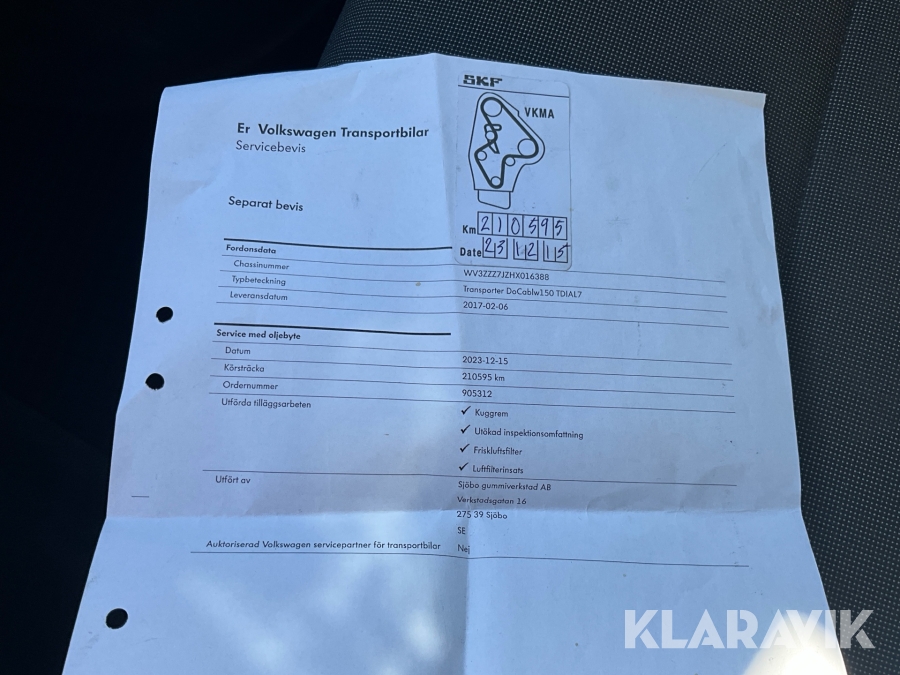 SKF
VKMA
Km 210595
Date 23 12 15
Er Volkswagen Transportbilar
Servicebevis
Separat bevis
Fordonsdata
Chassinummer WV3ZZZ7JZHX016388
Typbeteckning Transporter DoCablw150 TDIAL7
Leveransdatum 2017-02-06
Service med oljebyte
Datum 2023-12-15
Körsträcka 210595 km
Ordernummer 905312
Utförda tilläggsarbeten ✓ Kuggrem
✓ Utökad inspektionsomfattning
✓ Friskluftsfilter
✓ Luftfilterinsats
Utfört av Sjöbo gummiverkstad AB
Verkstadsgatan 16
275 39 Sjöbo
SE
Auktoriserad Volkswagen servicepartner för transportbilar Nej
KLARAVIK